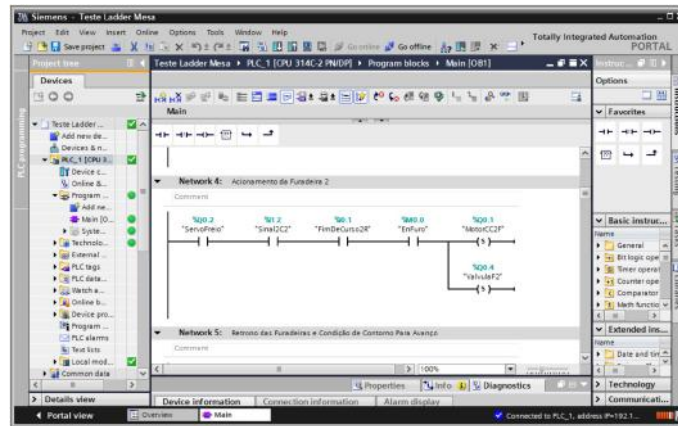 Siemens - Teste Ladder Mesa
Project Edit View Insert Online Options Tools Window Help
Save project
Go online
Go offline
Totally Integrated Automation
PORTAL
Project tree
Teste Ladder Mesa PLC_1 [CPU 314C-2 PN/DP] Program blocks Main [OB1]
Devices
Options
Main
Favorites
PLC programming
Teste Ladder ...
Add new de...
Devices & n...
PLC_1 [CPU 3...
Device c...
Online &...
Program ...
Add ne...
Main [O...
Syste...
Technolo...
External ...
PLC tags
PLC data...
Watch a...
Online b...
Device pro...
Program ...
PLC alarms
Text lists
Local mod...
Common data
Details view
Network 4: Acionamento da Furadeira 2
Comment
%Q0.2
"ServoFreio"
"Sinal2C2"
"FimDeCurso2R"
%M0.0
"EnFuro"
%Q0.1
"MotorCC2F"
S
%Q0.4
"ValvulaF2"
S
Network 5: Retrono das Furadeiras e Condição de Contorno Para Avanço
Comment
100%
Basic instruc...
Name
General
Bit logic ope
Timer operat
Counter ope
Comparator
Math functio
Extended ins...
Name
Date and tim
Technology
Communicati...
Testing
Properties
Info
Diagnostics
Device information
Connection information
Alarm display
Portal view
Overview
Main
Connected to PLC_1, address IP=192.1...